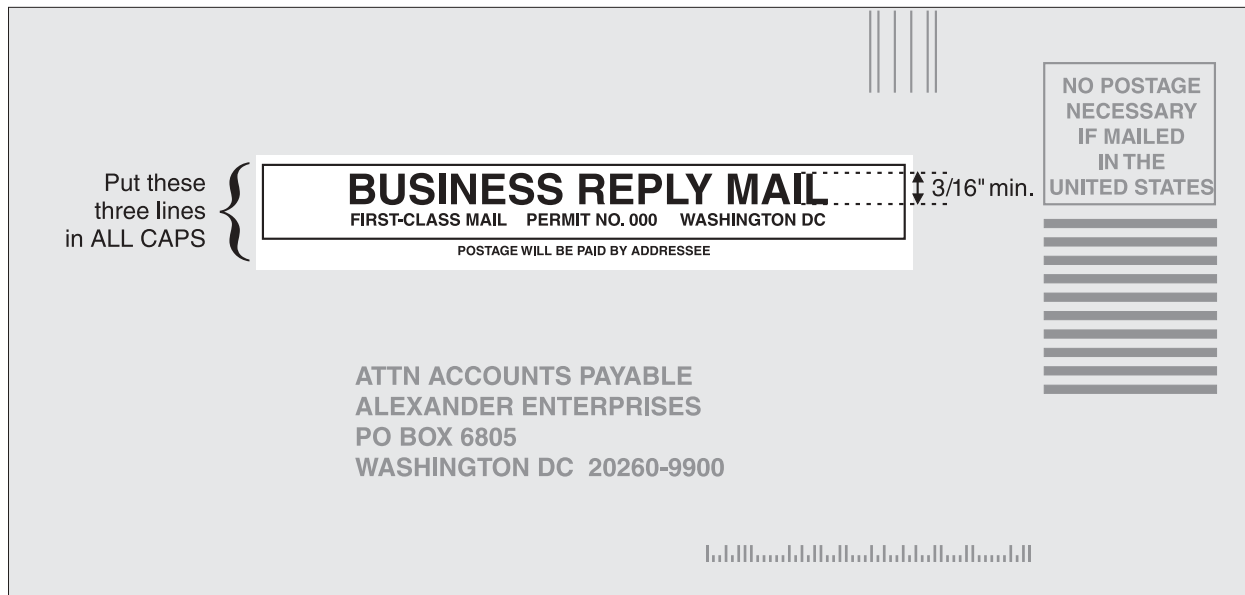 NO POSTAGE
NECESSARY
IF MAILED
IN THE
UNITED STATES
Put these
three lines
in ALL CAPS
BUSINESS REPLY MAIL
3/16" min.
FIRST-CLASS MAIL PERMIT NO. 000 WASHINGTON DC
POSTAGE WILL BE PAID BY ADDRESSEE
ATTN ACCOUNTS PAYABLE
ALEXANDER ENTERPRISES
PO BOX 6805
WASHINGTON DC 20260-9900